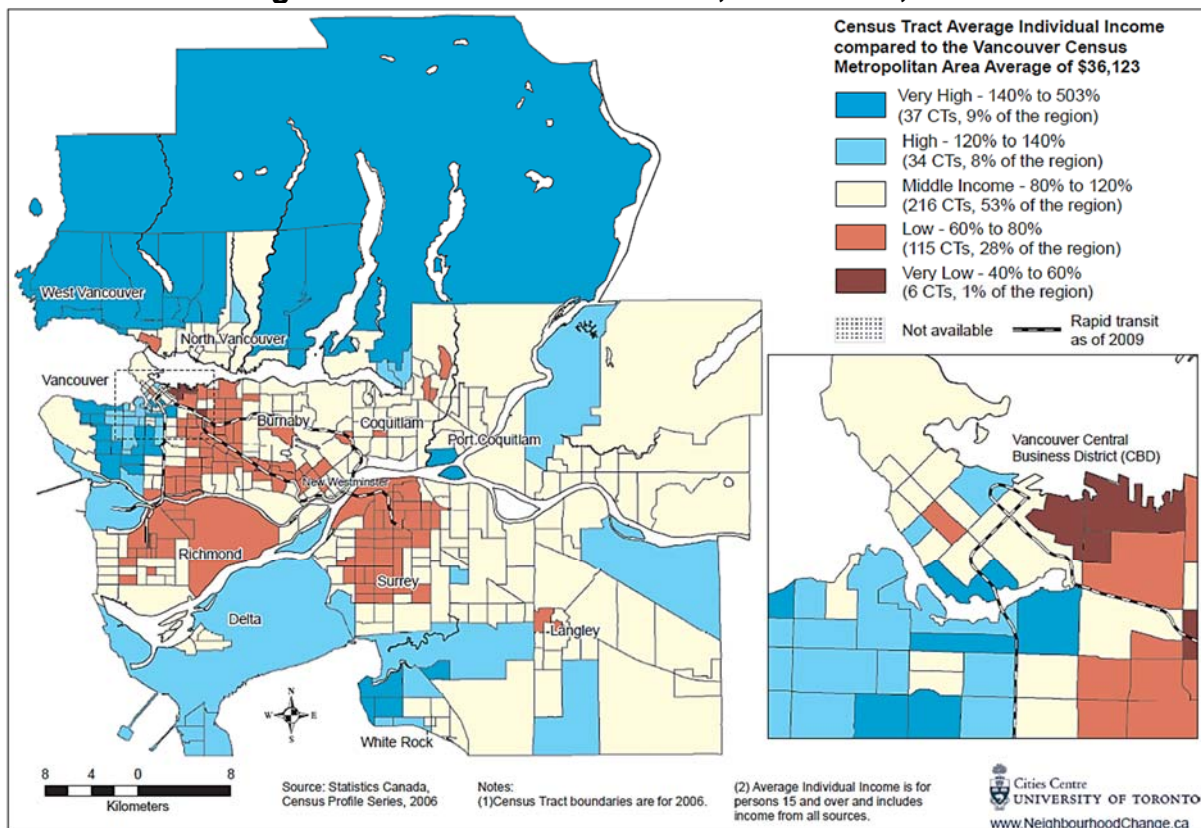 Census Tract Average Individual Income
compared to the Vancouver Census
Metropolitan Area Average of $36,123
Very High - 140% to 503%
(37 CTs, 9% of the region)
High - 120% to 140%
(34 CTs, 8% of the region)
Middle Income - 80% to 120%
(216 CTs, 53% of the region)
Low - 60% to 80%
(115 CTs, 28% of the region)
Very Low - 40% to 60%
(6 CTs, 1% of the region)
Not available
Rapid transit
as of 2009
West Vancouver
North Vancouver
Vancouver
Burnaby
Coquitlam
Port Coquitlam
New Westminster
Richmond
Surrey
Delta
Langley
White Rock
Vancouver Central
Business District (CBD)
N
W E
S
8 4 0 8
Kilometers
Source: Statistics Canada,
Census Profile Series, 2006
Notes:
(1)Census Tract boundaries are for 2006.
(2) Average Individual Income is for
persons 15 and over and includes
income from all sources.
Cities Centre
UNIVERSITY OF TORONTO
www.NeighbourhoodChange.ca